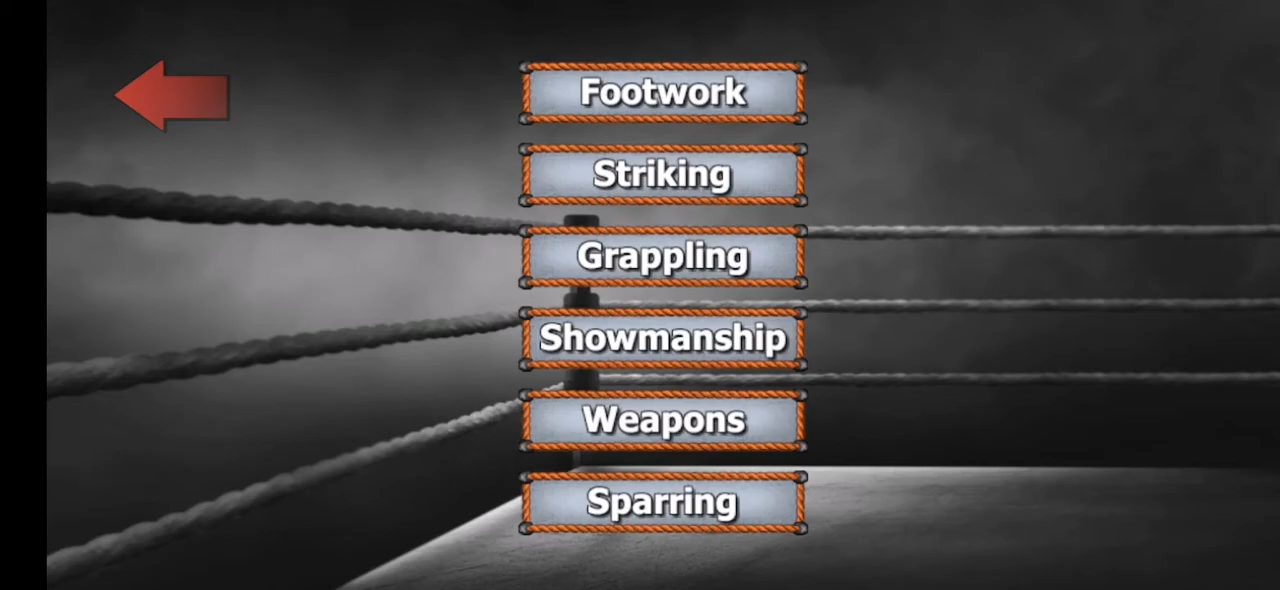 Footwork
Striking
Grappling
Showmanship
Weapons
Sparring